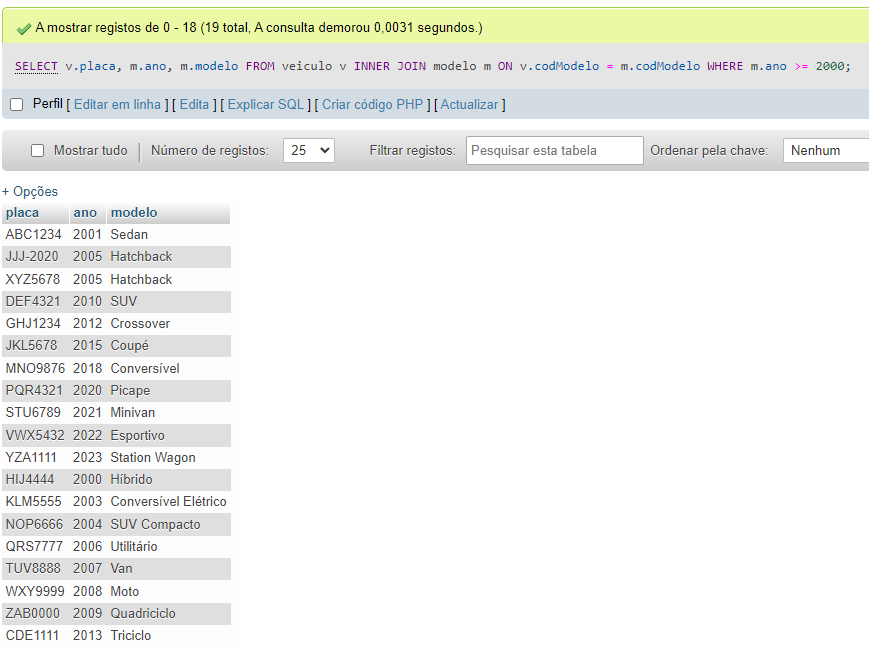 A mostrar registos de 0 - 18 (19 total, A consulta demorou 0,0031 segundos.)
SELECT v.placa, m.ano, m.modelo FROM veiculo v INNER JOIN modelo m ON v.codModelo = m.codModelo WHERE m.ano >= 2000;
Perfil [ Editar em linha ] [ Edita ] [ Explicar SQL ] [ Criar código PHP ] [ Actualizar ]
Mostrar tudo | Número de registos: 25 Filtrar registos: Pesquisar esta tabela Ordenar pela chave: Nenhum
+ Opções
placa ano modelo
ABC1234 2001 Sedan
JJJ-2020 2005 Hatchback
XYZ5678 2005 Hatchback
DEF4321 2010 SUV
GHJ1234 2012 Crossover
JKL5678 2015 Coupé
MNO9876 2018 Conversível
PQR4321 2020 Picape
STU6789 2021 Minivan
VWX5432 2022 Esportivo
YZA1111 2023 Station Wagon
HIJ4444 2000 Híbrido
KLM5555 2003 Conversível Elétrico
NOP6666 2004 SUV Compacto
QRS7777 2006 Utilitário
TUV8888 2007 Van
WXY9999 2008 Moto
ZAB0000 2009 Quadriciclo
CDE1111 2013 Triciclo